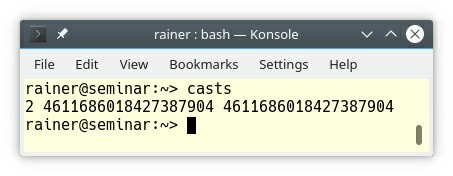 rainer : bash — Konsole
File Edit View Bookmarks Settings Help
rainer@seminar:~> casts
2 4611686018427387904 4611686018427387904
rainer@seminar:~>